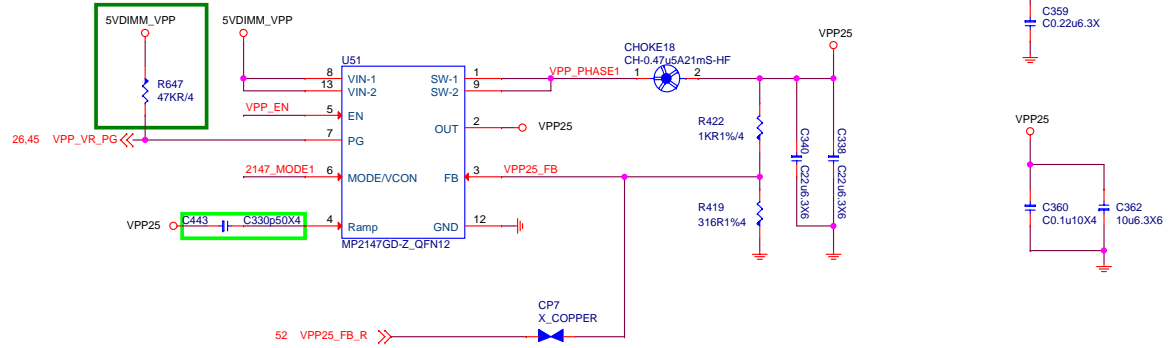 5VDIMM_VPP
5VDIMM_VPP
C359
C0.22u6.3X
VPP25
U51
CHOKE18
CH-0.47u5A21mS-HF
R647
47KR/4
8
VIN-1
SW-1
1
VPP_PHASE1
1
2
13
VIN-2
SW-2
9
VPP_EN
5
EN
OUT
2
VPP25
R422
1KR1%/4
VPP25
26,45 VPP_VR_PG
7
PG
C340
C22u6.3X6
C338
C22u6.3X6
2147_MODE1
6
MODE/VCON
FB
3
VPP25_FB
R419
316R1%4
C360
C0.1u10X4
C362
10u6.3X6
VPP25
C443
C330p50X4
4
Ramp
GND
12
MP2147GD-Z_QFN12
CP7
X_COPPER
52 VPP25_FB_R